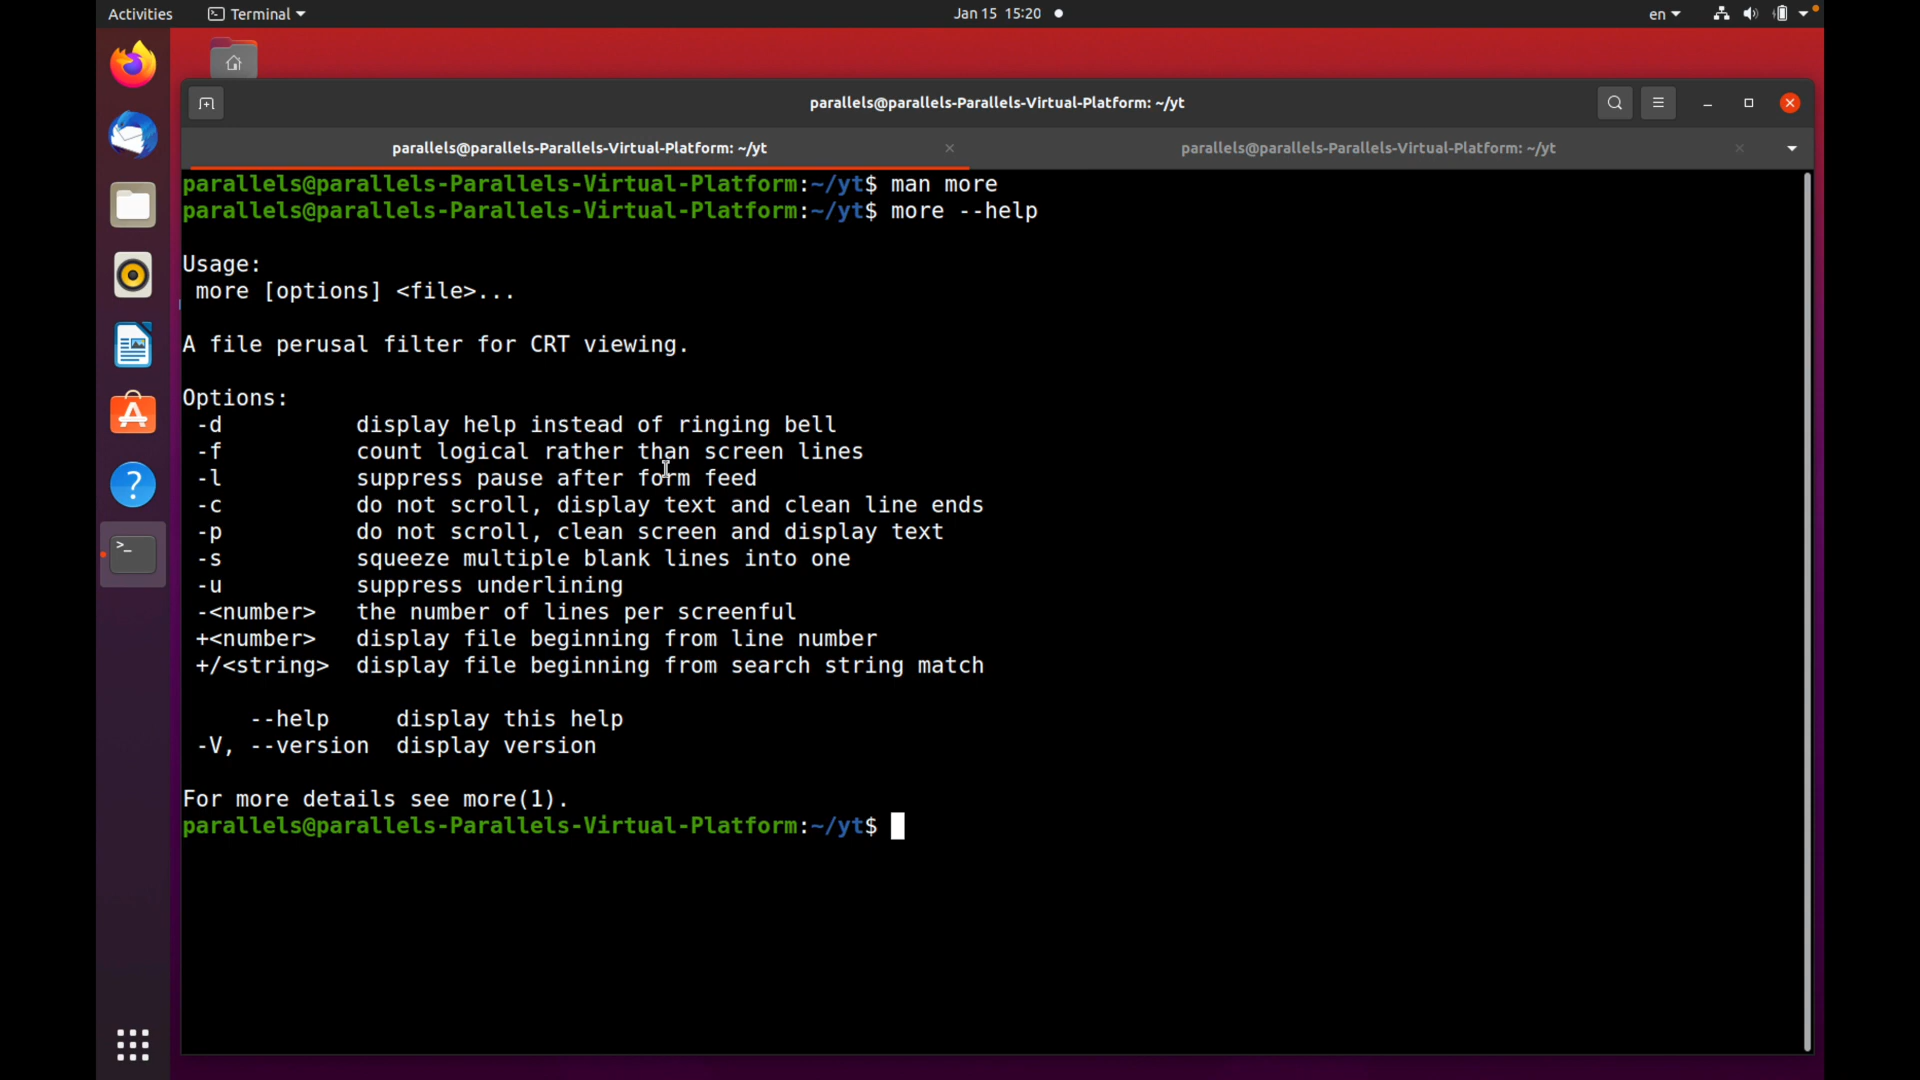 Activities Terminal Jan 15 15:20 en
parallels@parallels-Parallels-Virtual-Platform: ~/yt
parallels@parallels-Parallels-Virtual-Platform: ~/yt parallels@parallels-Parallels-Virtual-Platform: ~/yt
parallels@parallels-Parallels-Virtual-Platform:~/yt$ man more
parallels@parallels-Parallels-Virtual-Platform:~/yt$ more --help
Usage:
more [options] <file>...
A file perusal filter for CRT viewing.
Options:
-d display help instead of ringing bell
-f count logical rather than screen lines
-l suppress pause after form feed
-c do not scroll, display text and clean line ends
-p do not scroll, clean screen and display text
-s squeeze multiple blank lines into one
-u suppress underlining
-<number> the number of lines per screenful
+<number> display file beginning from line number
+/<string> display file beginning from search string match
--help display this help
-V, --version display version
For more details see more(1).
parallels@parallels-Parallels-Virtual-Platform:~/yt$